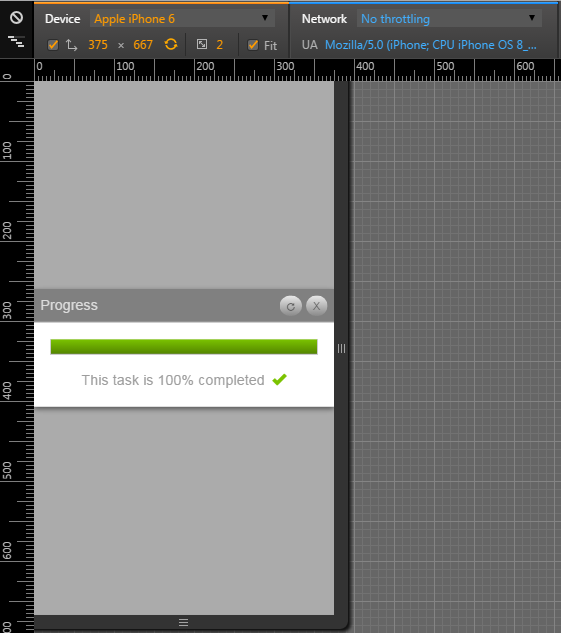 Device Apple iPhone 6 Network No throttling
375 × 667 2 Fit UA Mozilla/5.0 (iPhone; CPU iPhone OS 8_...
0 100 200 300 400 500 600
0
100
200
Progress X
300
This task is 100% completed
400
500
600